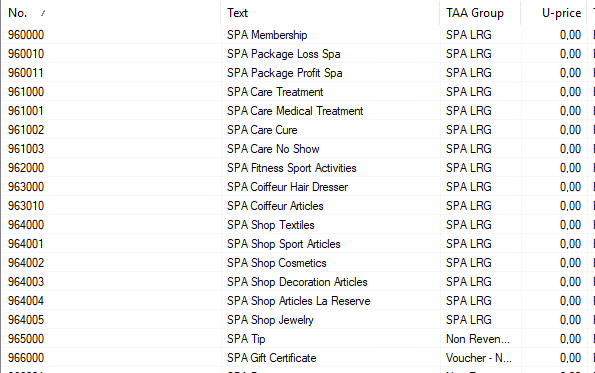 No. Text TAA Group U-price
960000 SPA Membership SPA LRG 0,00
960010 SPA Package Loss Spa SPA LRG 0,00
960011 SPA Package Profit Spa SPA LRG 0,00
961000 SPA Care Treatment SPA LRG 0,00
961001 SPA Care Medical Treatment SPA LRG 0,00
961002 SPA Care Cure SPA LRG 0,00
961003 SPA Care No Show SPA LRG 0,00
962000 SPA Fitness Sport Activities SPA LRG 0,00
963000 SPA Coiffeur Hair Dresser SPA LRG 0,00
963010 SPA Coiffeur Articles SPA LRG 0,00
964000 SPA Shop Textiles SPA LRG 0,00
964001 SPA Shop Sport Articles SPA LRG 0,00
964002 SPA Shop Cosmetics SPA LRG 0,00
964003 SPA Shop Decoration Articles SPA LRG 0,00
964004 SPA Shop Articles La Reserve SPA LRG 0,00
964005 SPA Shop Jewelry SPA LRG 0,00
965000 SPA Tip Non Reven... 0,00
966000 SPA Gift Certificate Voucher - N... 0,00